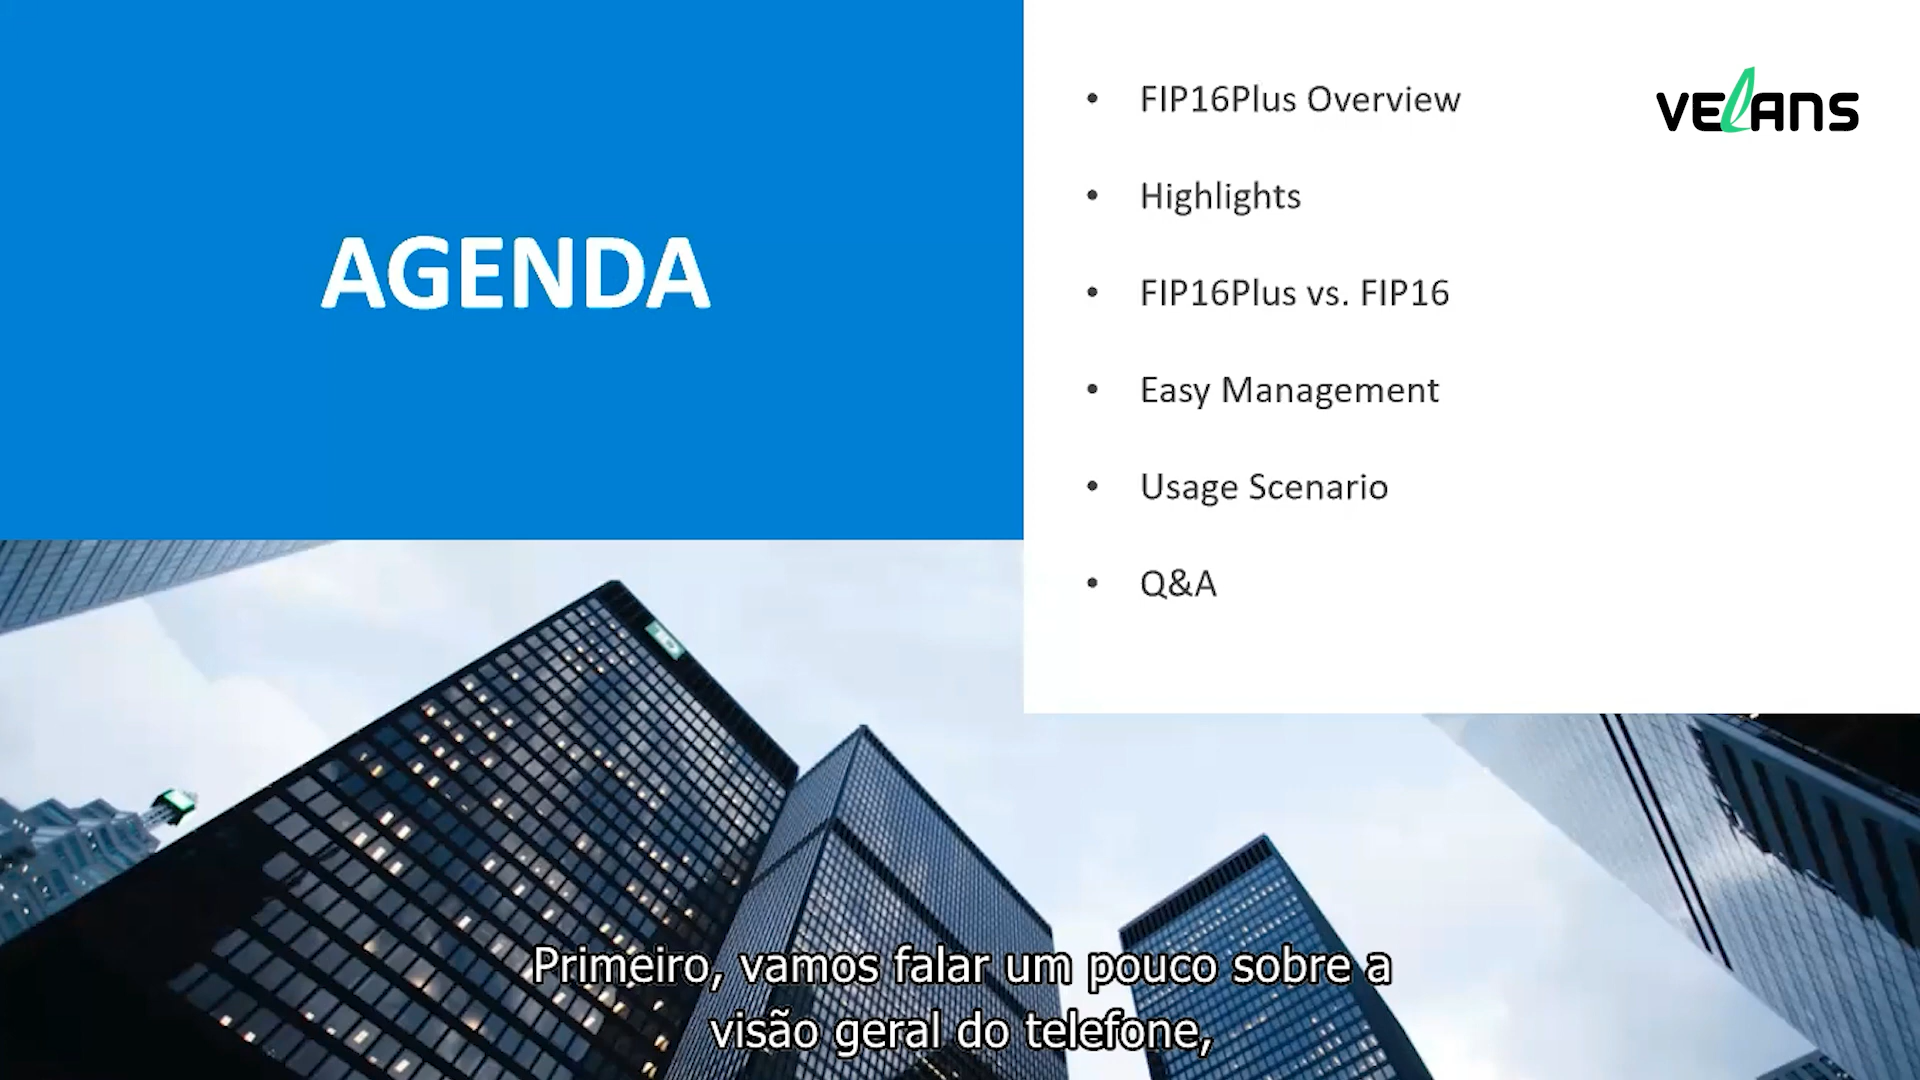 AGENDA
• FIP16Plus Overview
• Highlights
• FIP16Plus vs. FIP16
• Easy Management
• Usage Scenario
• Q&A
VELANS
Primeiro, vamos falar um pouco sobre a
visão geral do telefone,